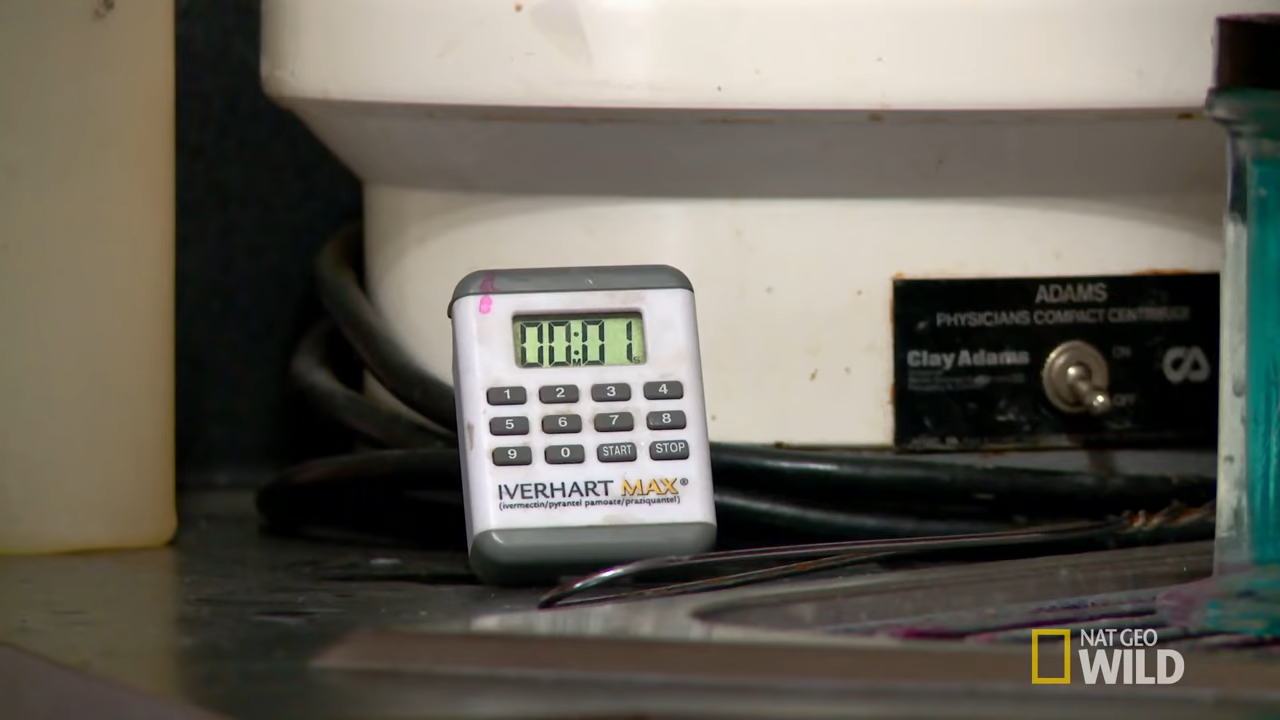 00:01
M S
1 2 3 4
5 6 7 8
9 0 START STOP
IVERHART MAX®
(ivermectin/pyrantel pamoate/praziquantel)
ADAMS
PHYSICIANS COMPACT CENTRIFUGE
Clay Adams
ON
OFF
CA
NAT GEO
WILD